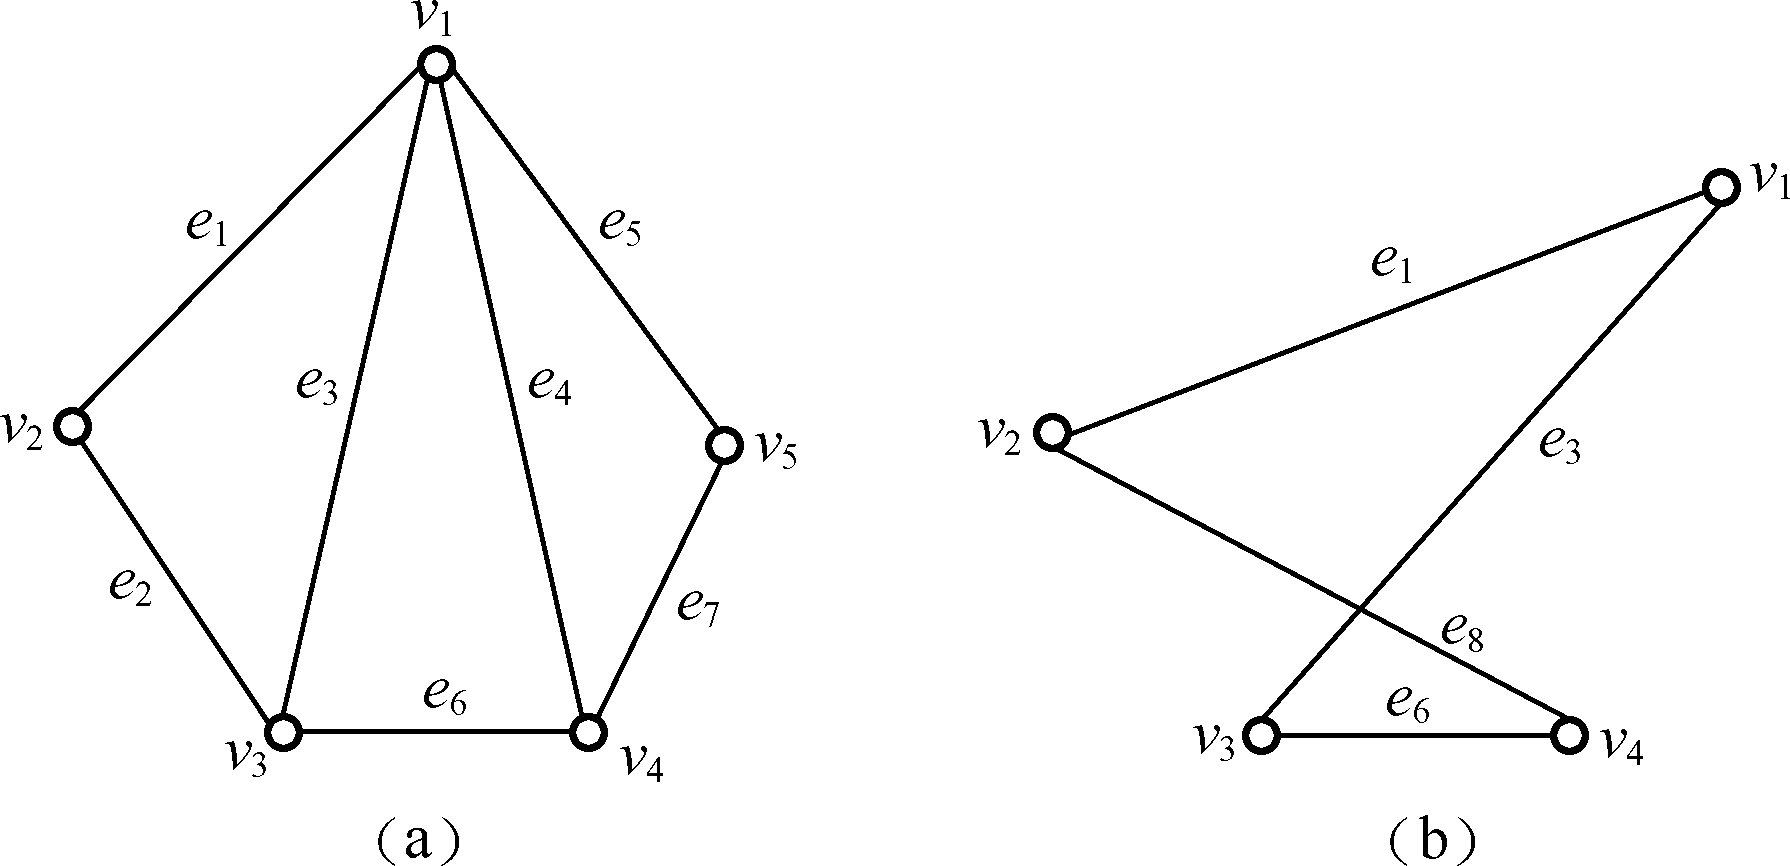 v₁
e₁
e₅
e₃
e₄
v₂
v₅
e₂
e₇
e₆
v₃
v₄
(a)
v₁
e₁
v₂
e₃
e₈
e₆
v₃
v₄
(b)